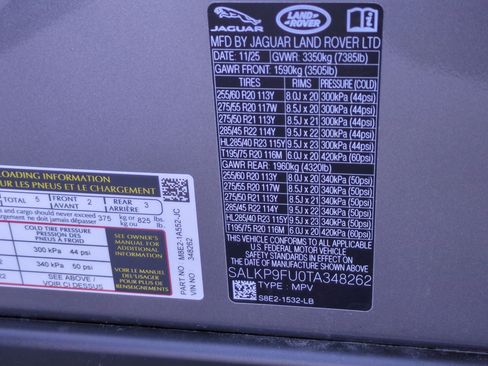 JAGUAR LAND ROVER
MFD BY JAGUAR LAND ROVER LTD
DATE: 11/25 GVWR: 3350kg (7385lb)
GAWR FRONT: 1590kg (3505lb)
TIRES RIMS PRESSURE (COLD)
255/60 R20 113Y 8.0J x 20 300kPa (44psi)
275/55 R20 117W 8.5J x 20 300kPa (44psi)
275/50 R21 113Y 8.5J x 21 300kPa (44psi)
285/45 R22 114Y 9.5J x 22 300kPa (44psi)
HL285/40 R23 115Y 9.5J x 23 300kPa (44psi)
T195/75 R20 116M 6.0J x 20 420kPa (60psi)
GAWR REAR: 1960kg (4320lb)
255/60 R20 113Y 8.0J x 20 340kPa (50psi)
275/55 R20 117W 8.5J x 20 340kPa (50psi)
275/50 R21 113Y 8.5J x 21 340kPa (50psi)
285/45 R22 114Y 9.5J x 22 340kPa (50psi)
HL285/40 R23 115Y 9.5J x 23 340kPa (50psi)
T195/75 R20 116M 6.0J x 20 420kPa (60psi)
THIS VEHICLE CONFORMS TO ALL APPLICABLE
U.S FEDERAL MOTOR VEHICLE
SAFETY STANDARDS IN EFFECT ON
THE DATE OF MANUFACTURE SHOWN ABOVE
SALKP9FU0TA348262
TYPE : MPV
S8E2-1532-LB
LOADING INFORMATION
UR LES PNEUS ET LE CHARGEMENT
TOTAL 5 FRONT 2 REAR 3
AVANT
and cargo should never exceed 375 kg or 825 lb.
ne doit jamais dépasser kg ou lb.
COLD TIRE PRESSURE
300 kPa 44 psi
340 kPa 50 psi
SEE ABOVE /
VOIR CI-DESSUS
SEE OWNER'S
MANUAL FOR
ADDITIONAL
INFORMATION
VOIR LE MANUEL
POUR PLUS DE
RENSEIGNEMENTS
PART NO. M8E2-1A552-JC
VIN NO 348262